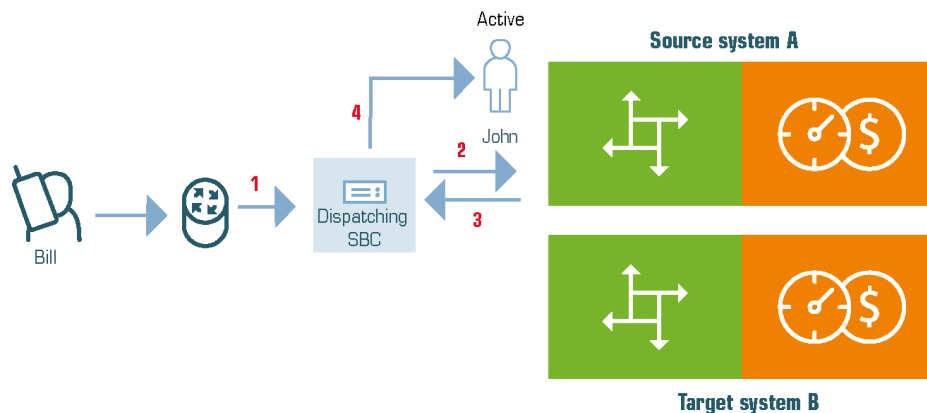 Active
Source system A
4
John
2
$
1
3
Dispatching
SBC
Bill
$
Target system B